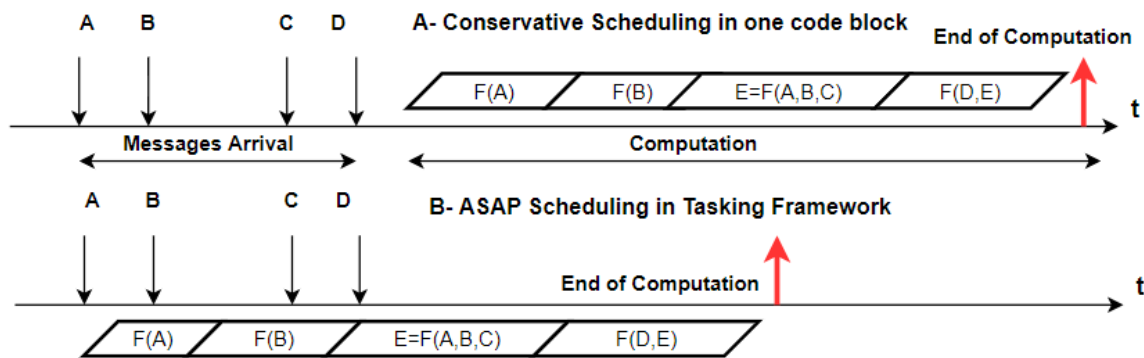 A B C D A- Conservative Scheduling in one code block
End of Computation
F(A) F(B) E=F(A,B,C) F(D,E)
t
Messages Arrival Computation
A B C D B- ASAP Scheduling in Tasking Framework
End of Computation
t
F(A) F(B) E=F(A,B,C) F(D,E)